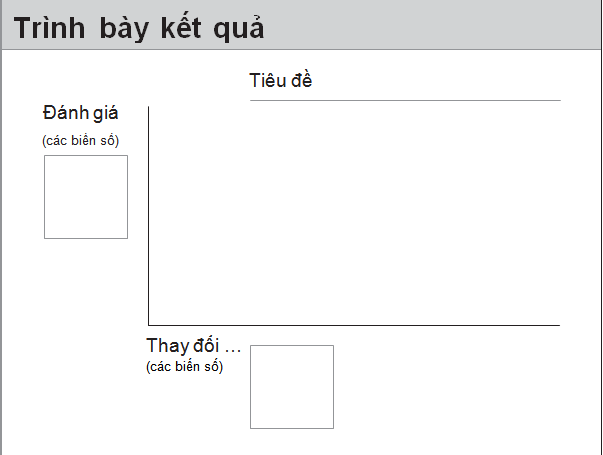 Trình bày kết quả
Tiêu đề
Đánh giá
(các biến số)
Thay đổi ...
(các biến số)